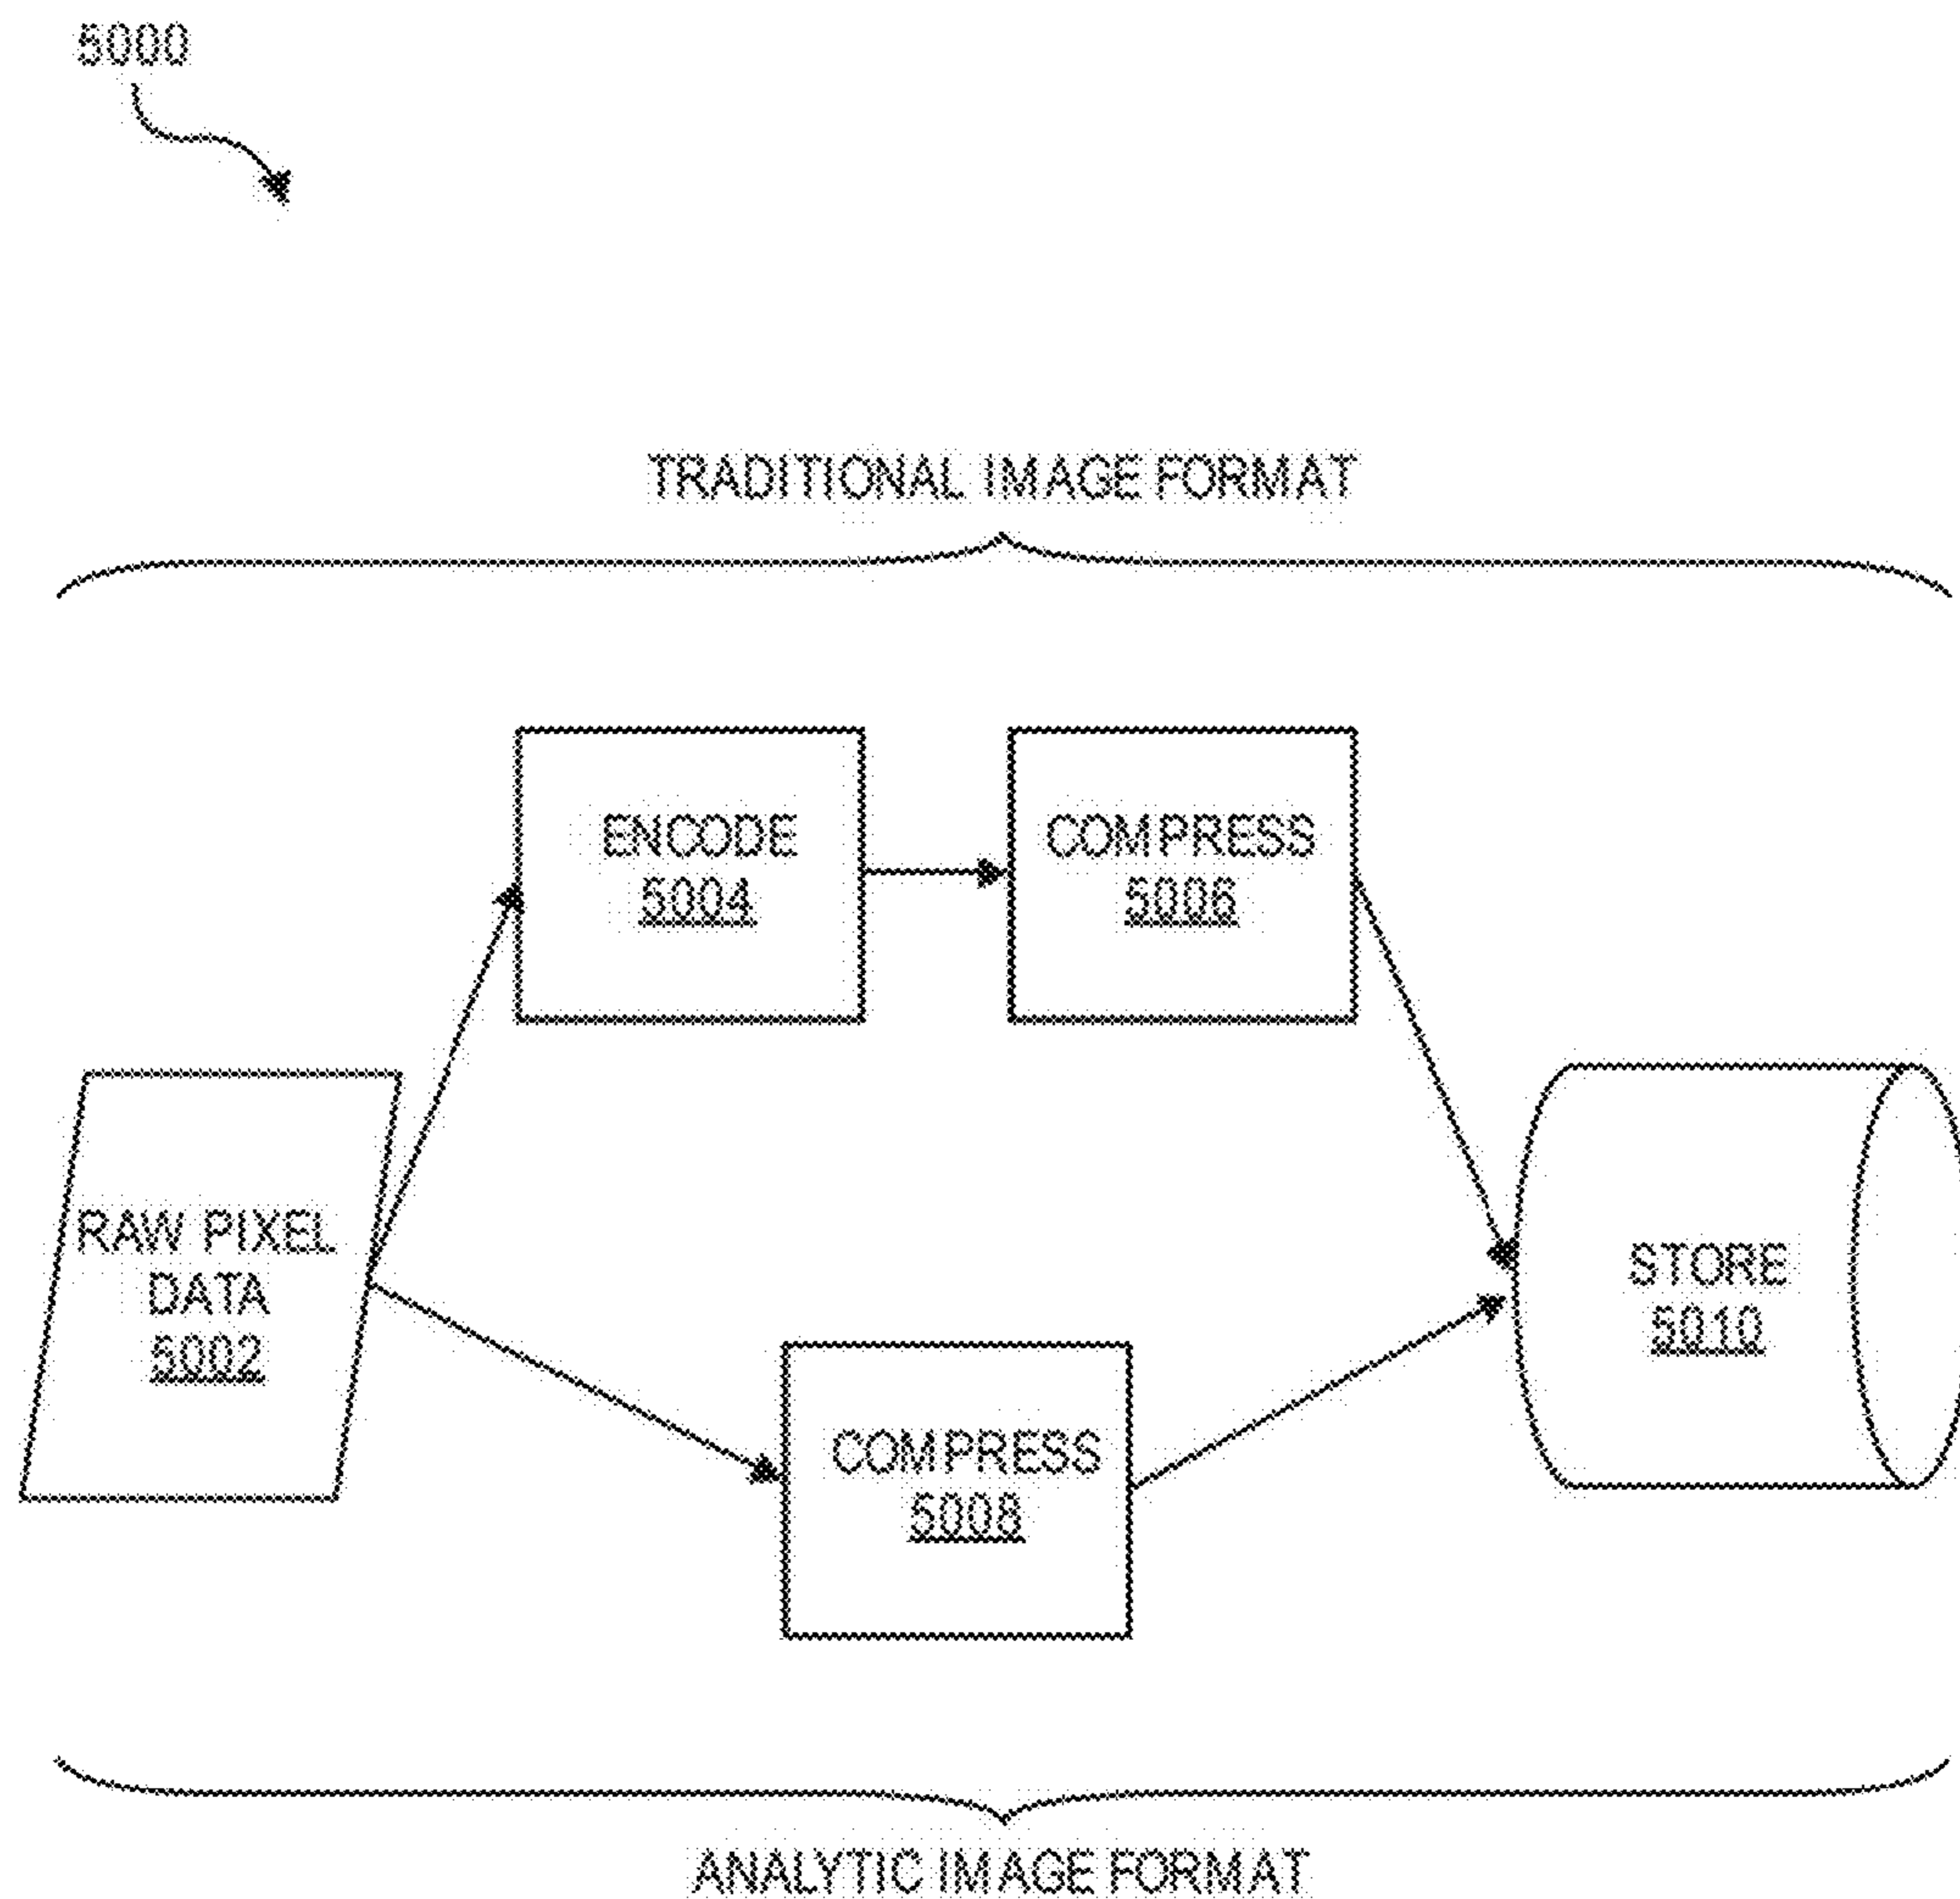 5000
TRADITIONAL IMAGE FORMAT
ENCODE
5004
COMPRESS
5006
RAW PIXEL
DATA
5002
STORE
5010
COMPRESS
5008
ANALYTIC IMAGE FORMAT